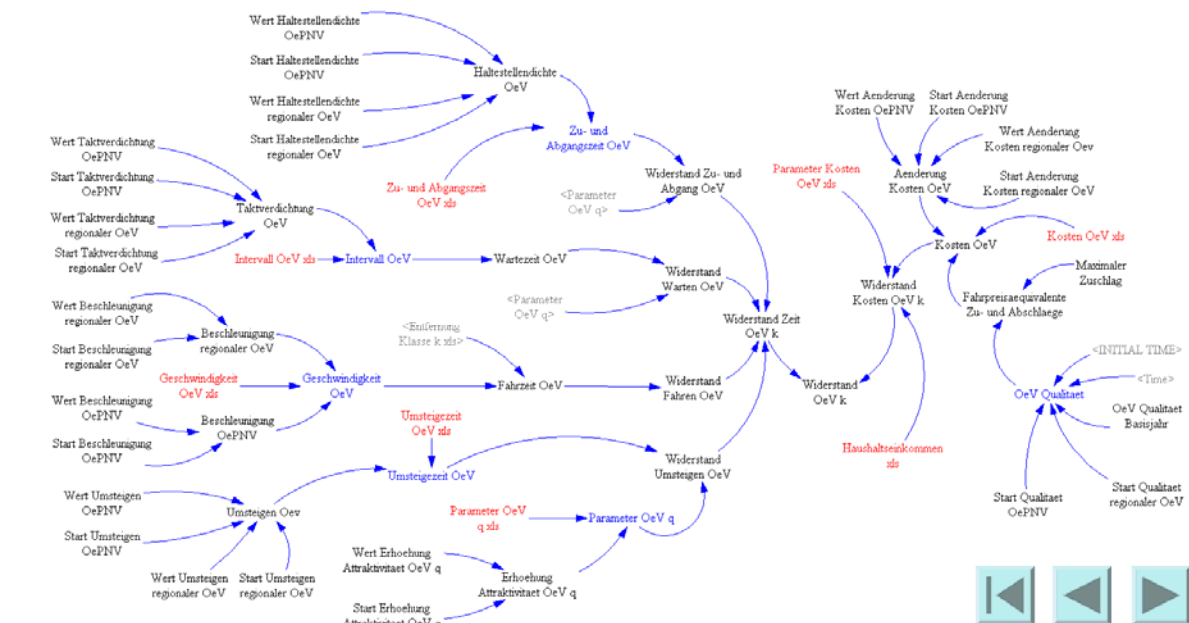 Wert Haltestellendichte
OePNV
Start Haltestellendichte
OePNV
Wert Haltestellendichte
regionaler OeV
Start Haltestellendichte
regionaler OeV
Haltestellendichte
OeV
Zu- und
Abgangszeit OeV
Zu- und Abgangszeit
OeV xls
Widerstand Zu- und
Abgang OeV
<Parameter
OeV q>
Wert Taktverdichtung
OePNV
Start Taktverdichtung
OePNV
Wert Taktverdichtung
regionaler OeV
Start Taktverdichtung
regionaler OeV
Taktverdichtung
OeV
Intervall OeV xls
Intervall OeV
Wartezeit OeV
Widerstand
Warten OeV
<Parameter
OeV q>
Wert Beschleunigung
regionaler OeV
Start Beschleunigung
regionaler OeV
Beschleunigung
regionaler OeV
Geschwindigkeit
OeV xls
Geschwindigkeit
OeV
Wert Beschleunigung
OePNV
Start Beschleunigung
OePNV
Beschleunigung
OePNV
<Entfernung
Klasse k xls>
Fahrzeit OeV
Widerstand
Fahren OeV
Widerstand Zeit
OeV k
Umsteigezeit
OeV xls
Umsteigezeit OeV
Widerstand
Umsteigen OeV
Wert Umsteigen
OePNV
Start Umsteigen
OePNV
Umsteigen Oev
Wert Umsteigen
regionaler OeV
Start Umsteigen
regionaler OeV
Parameter OeV
q xls
Parameter OeV q
Wert Erhoehung
Attraktivitaet OeV q
Erhoehung
Attraktivitaet OeV q
Start Erhoehung
Attraktivitaet OeV q
Wert Aenderung
Kosten OePNV
Start Aenderung
Kosten OePNV
Wert Aenderung
Kosten regionaler Oev
Start Aenderung
Kosten regionaler OeV
Aenderung
Kosten OeV
Parameter Kosten
OeV xls
Kosten OeV
Kosten OeV xls
Widerstand
Kosten OeV k
Maximaler
Zuschlag
Fahrpreisaequivalente
Zu- und Abschlaege
Widerstand
OeV k
Haushaltseinkommen
xls
<INITIAL TIME>
<Time>
OeV Qualitaet
OeV Qualitaet
Basisjahr
Start Qualitaet
OePNV
Start Qualitaet
regionaler OeV